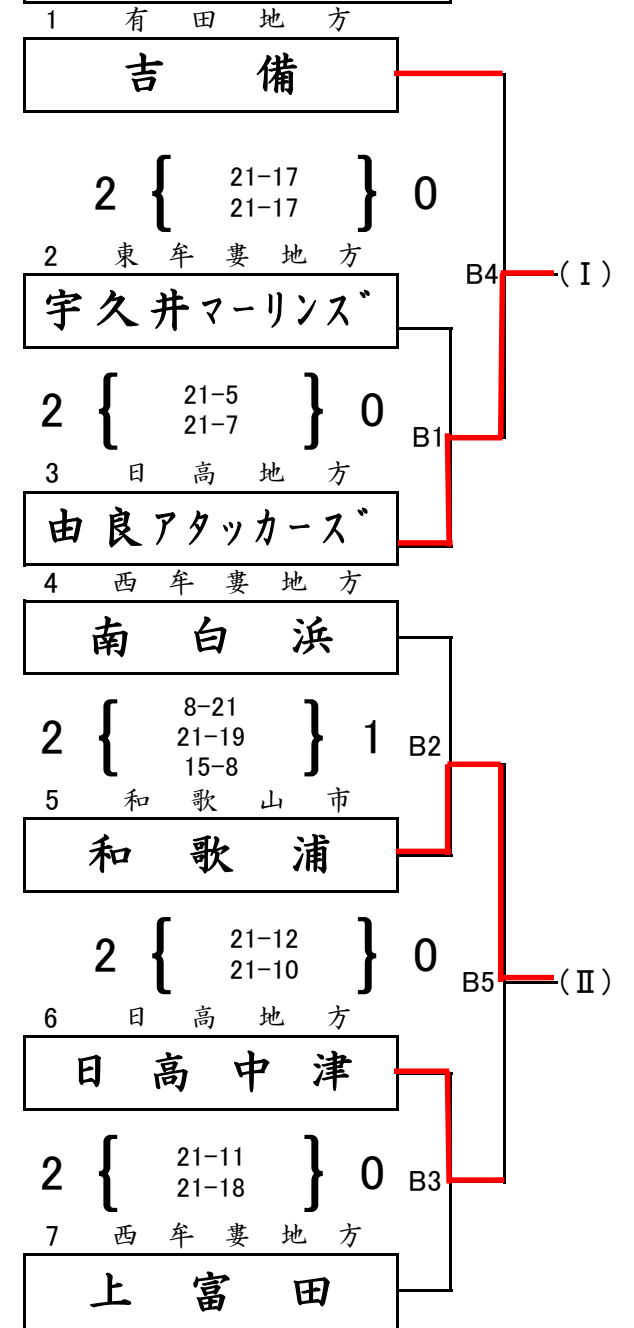 1 有田地方
吉備
2 { 21-17 } 0
21-17
2 東牟婁地方
B4 (Ⅰ)
宇久井マーリンズ
2 { 21-5 } 0
21-7
B1
3 日高地方
由良アタッカーズ
4 西牟婁地方
南白浜
8-21
2 { 21-19 } 1 B2
15-8
5 和歌山市
和歌浦
2 { 21-12 } 0
21-10
B5 (Ⅱ)
6 日高地方
日高中津
2 { 21-11 } 0 B3
21-18
7 西牟婁地方
上富田